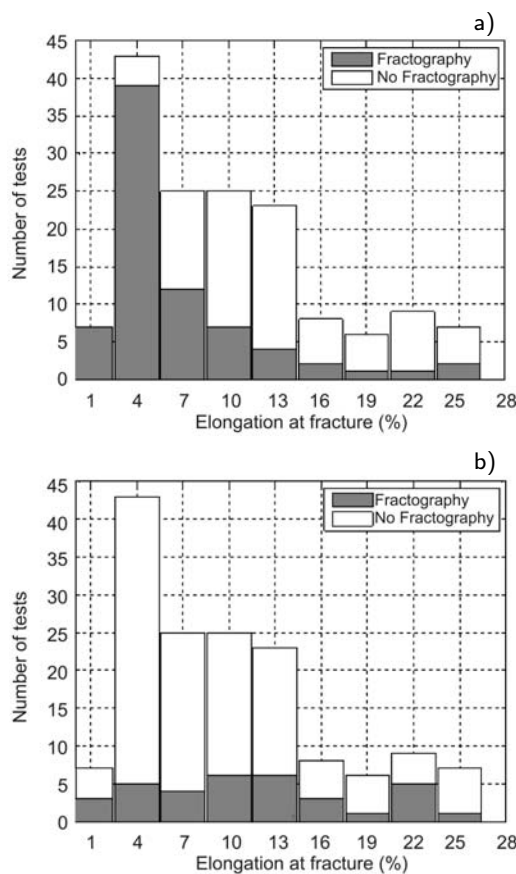 a)
45
40
35
30
25
20
15
10
5
0
Number of tests
Fractography
No Fractography
1 4 7 10 13 16 19 22 25 28
Elongation at fracture (%)
b)
45
40
35
30
25
20
15
10
5
0
Number of tests
Fractography
No Fractography
1 4 7 10 13 16 19 22 25 28
Elongation at fracture (%)